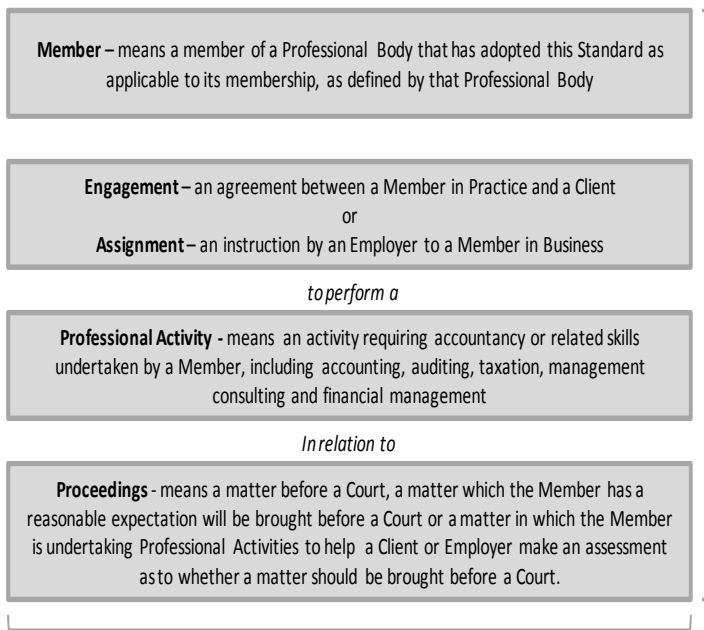 Member – means a member of a Professional Body that has adopted this Standard as
applicable to its membership, as defined by that Professional Body
Engagement – an agreement between a Member in Practice and a Client
or
Assignment – an instruction by an Employer to a Member in Business
to perform a
Professional Activity - means an activity requiring accountancy or related skills
undertaken by a Member, including accounting, auditing, taxation, management
consulting and financial management
In relation to
Proceedings - means a matter before a Court, a matter which the Member has a
reasonable expectation will be brought before a Court or a matter in which the Member
is undertaking Professional Activities to help a Client or Employer make an assessment
as to whether a matter should be brought before a Court.